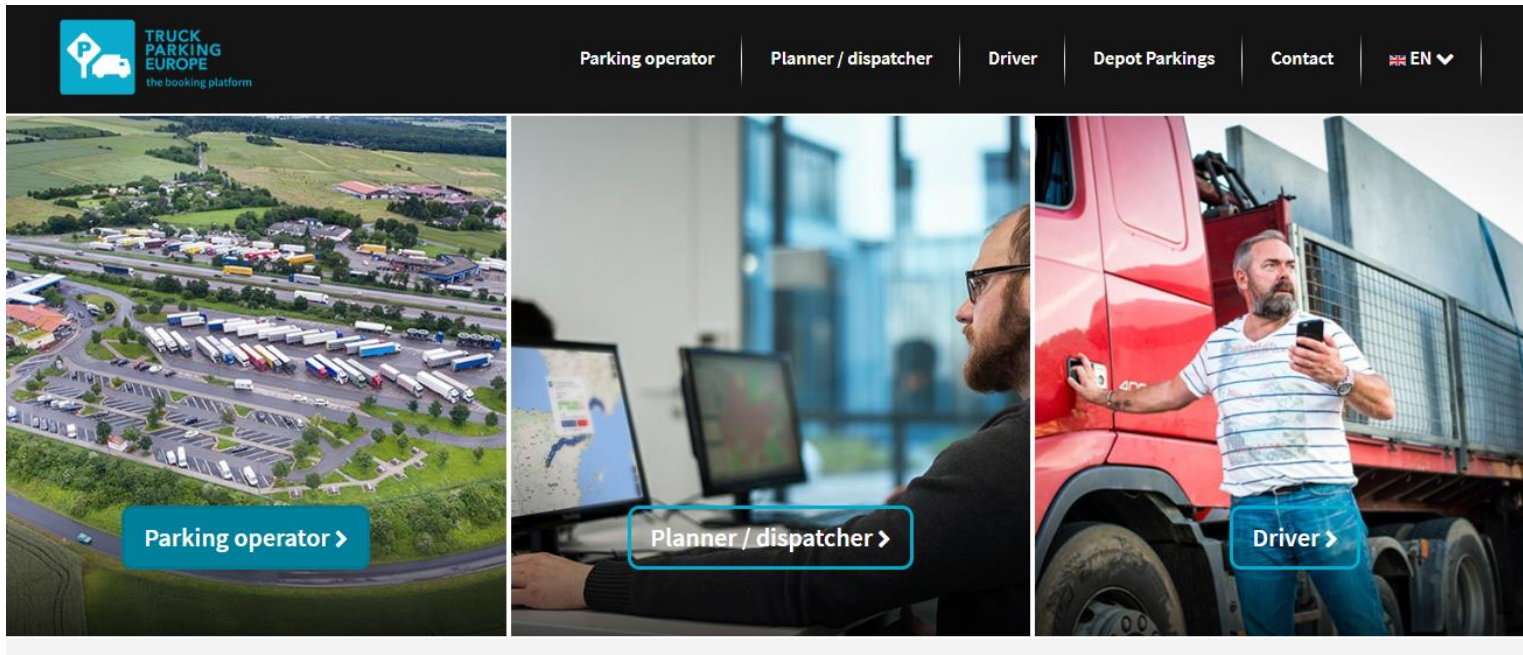 P
TRUCK
PARKING
EUROPE
the booking platform
Parking operator
Planner / dispatcher
Driver
Depot Parkings
Contact
EN
Parking operator
Planner / dispatcher
Driver